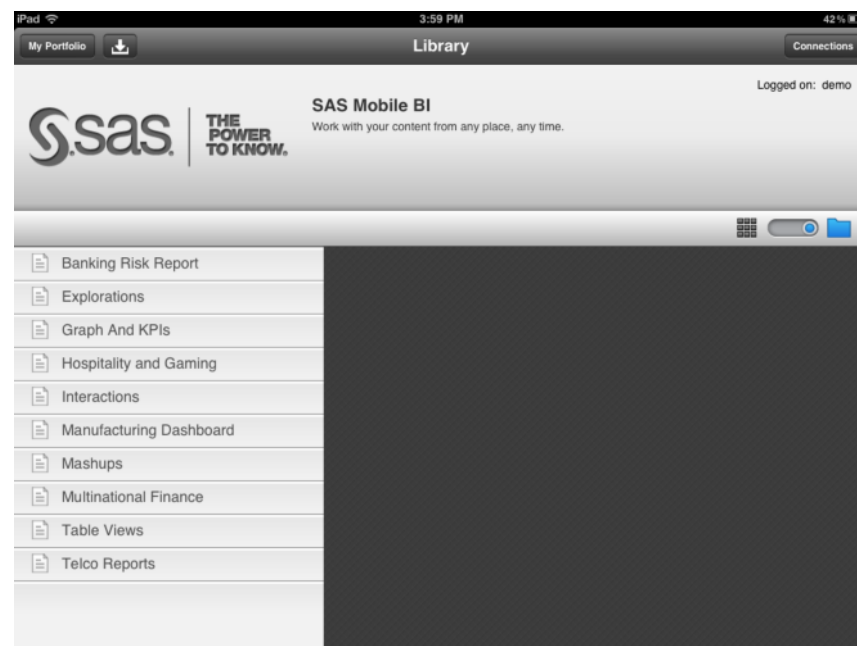 iPad 3:59 PM 42%
My Portfolio Library Connections
Logged on: demo
Ssas. THE
POWER
TO KNOW.
SAS Mobile BI
Work with your content from any place, any time.
Banking Risk Report
Explorations
Graph And KPIs
Hospitality and Gaming
Interactions
Manufacturing Dashboard
Mashups
Multinational Finance
Table Views
Telco Reports